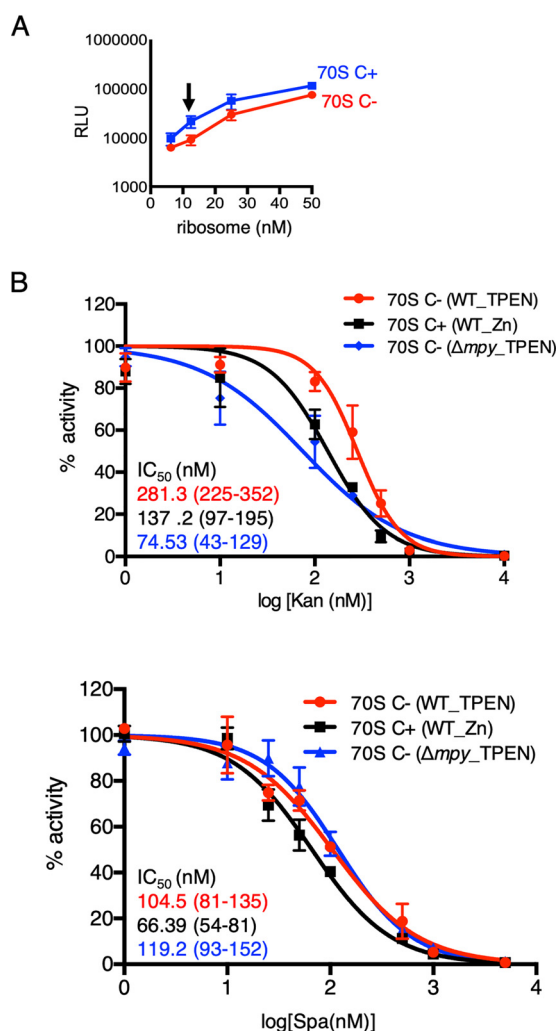 A
1000000
100000
10000
1000
RLU
70S C+
70S C-
0 10 20 30 40 50
ribosome (nM)
B
120
100
80
60
40
20
0
% activity
70S C- (WT_TPEN)
70S C+ (WT_Zn)
70S C- (Δmpy_TPEN)
IC50 (nM)
281.3 (225-352)
137 .2 (97-195)
74.53 (43-129)
0 1 2 3 4
log [Kan (nM)]
120
100
80
60
40
20
0
% activity
70S C- (WT_TPEN)
70S C+ (WT_Zn)
70S C- (Δmpy_TPEN)
IC50 (nM)
104.5 (81-135)
66.39 (54-81)
119.2 (93-152)
0 1 2 3 4
log[Spa(nM)]